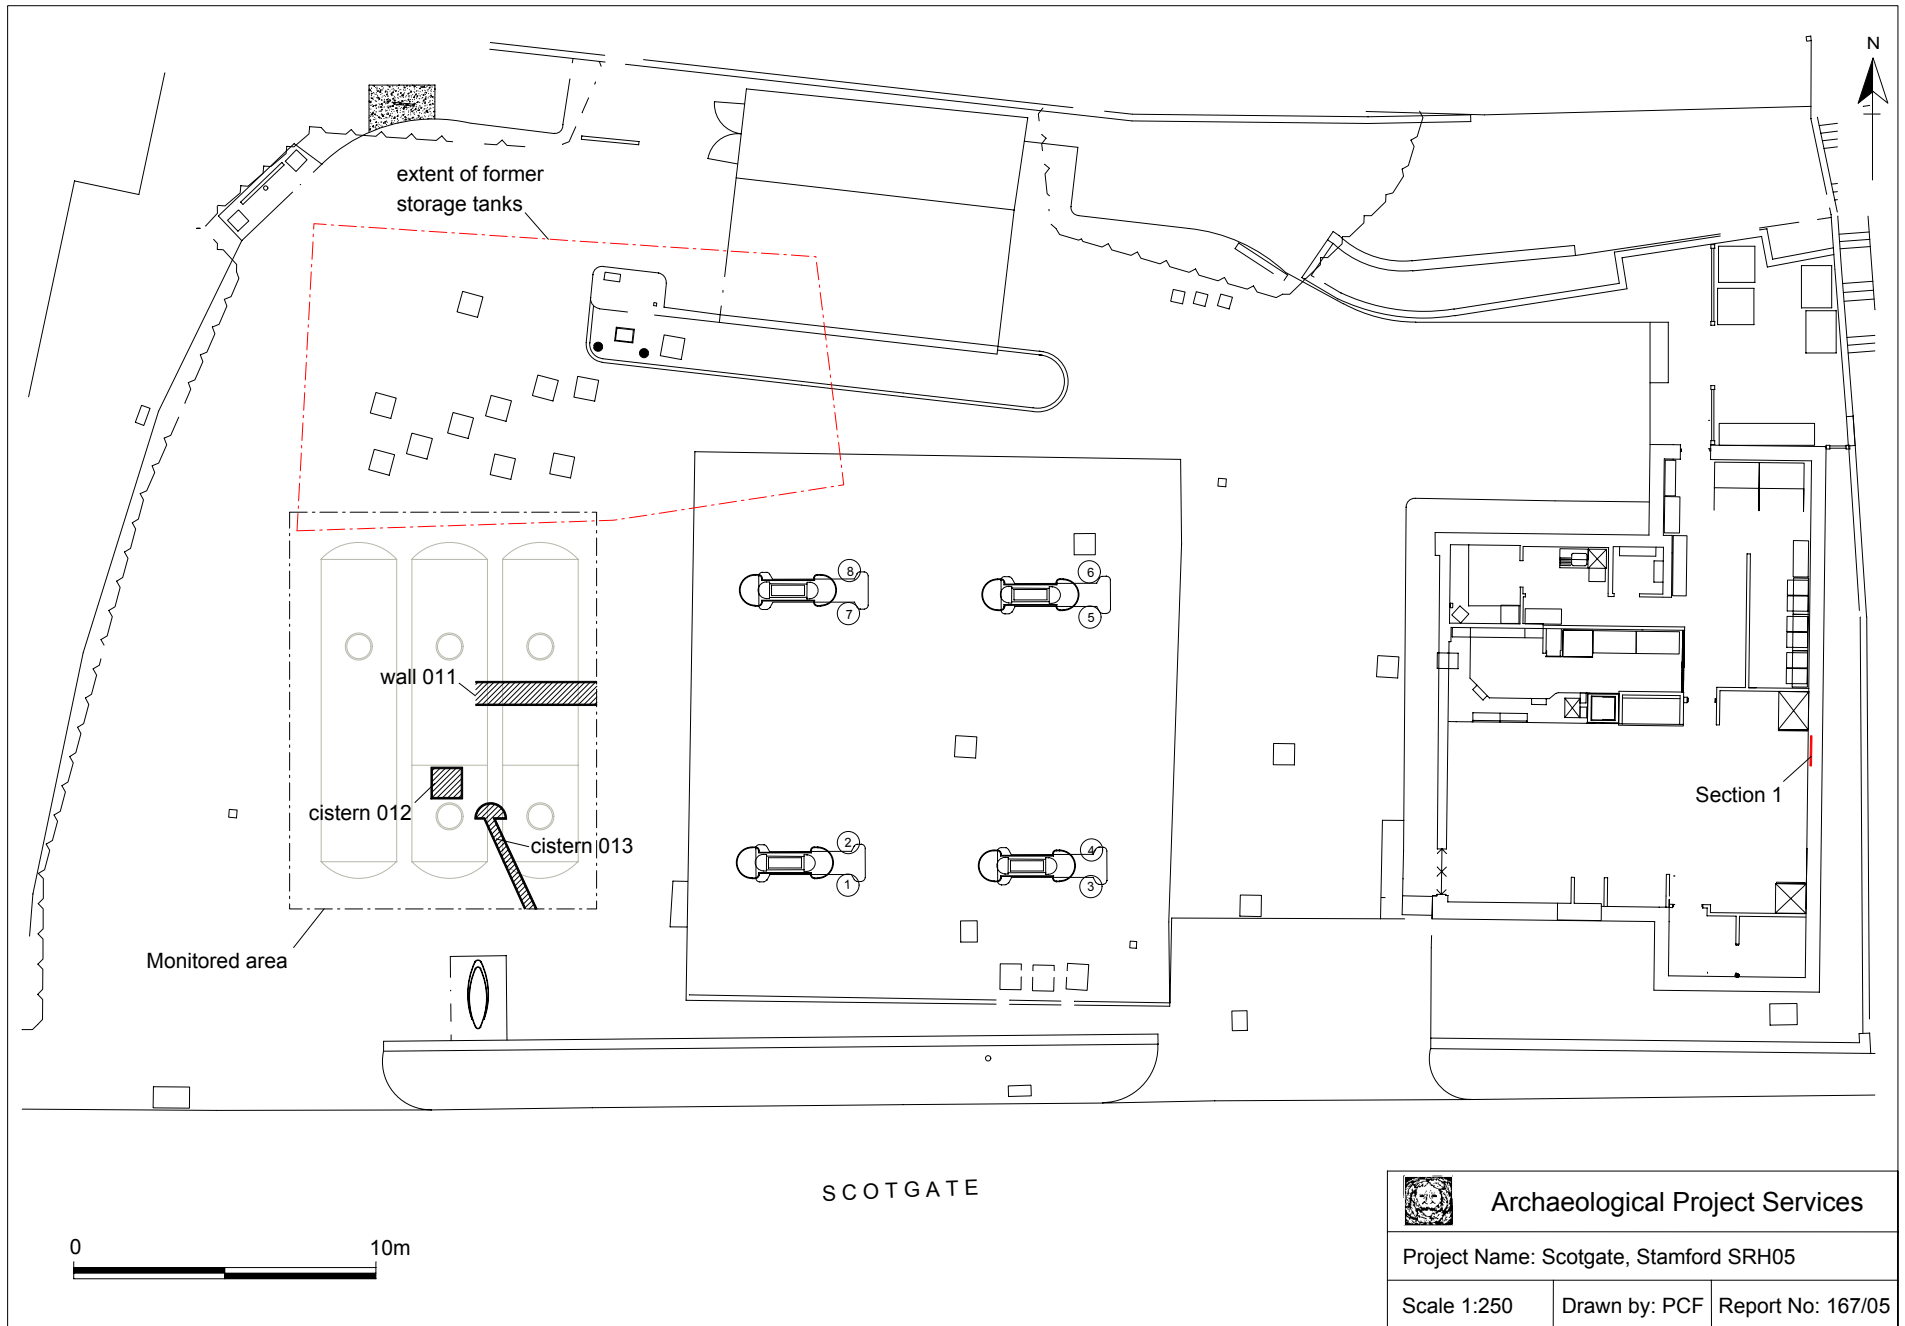 N
extent of former
storage tanks
8
6
7
5
wall 011
cistern 012
cistern 013
Section 1
2
4
1
3
Monitored area
SCOTGATE
0 10m
Archaeological Project Services
Project Name: Scotgate, Stamford SRH05
Scale 1:250 Drawn by: PCF Report No: 167/05